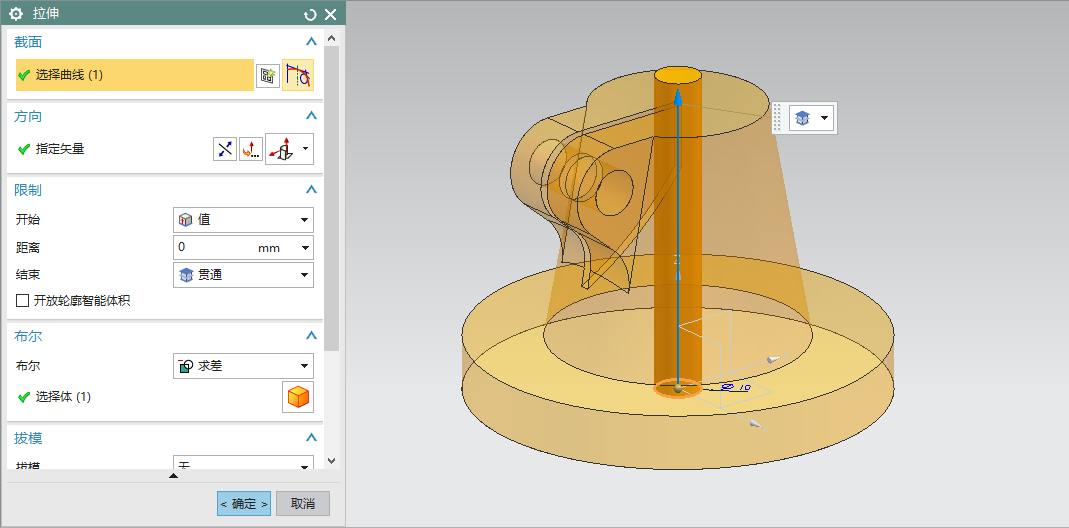 拉伸
截面
选择曲线 (1)
方向
指定矢量
限制
开始
值
距离
0
mm
结束
贯通
开放轮廓智能体积
布尔
布尔
求差
选择体 (1)
拔模
拔模
无
< 确定 >
取消